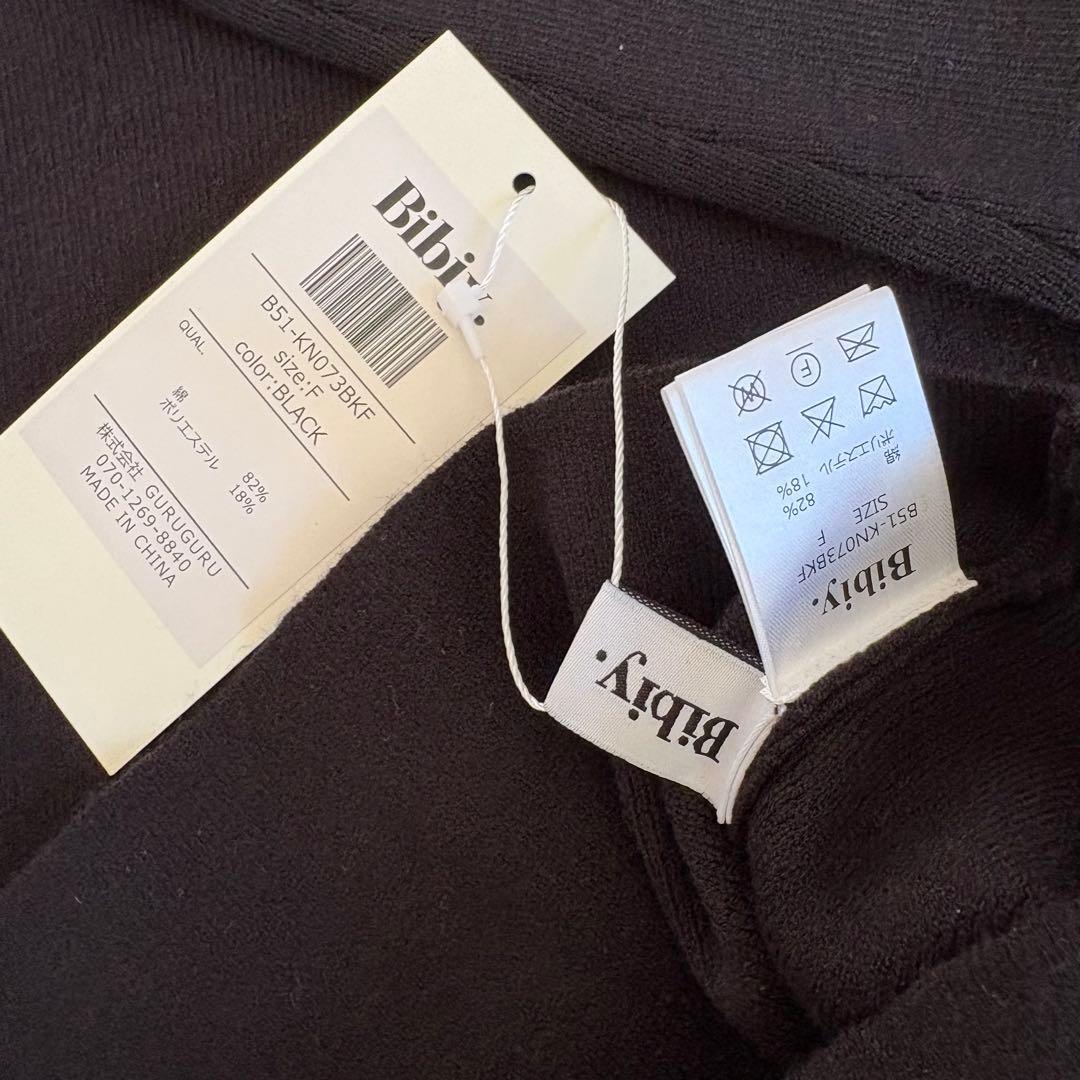 Bibiy.
B51-KN073BKF
size:F
color:BLACK
QUAL.
綿 82%
ポリエステル 18%
株式会社 GURUGURU
070-1269-8840
MADE IN CHINA
Bibiy.
Bibiy.
B51-KN073BKF
SIZE F
綿 82%
ポリエステル 18%
F
W